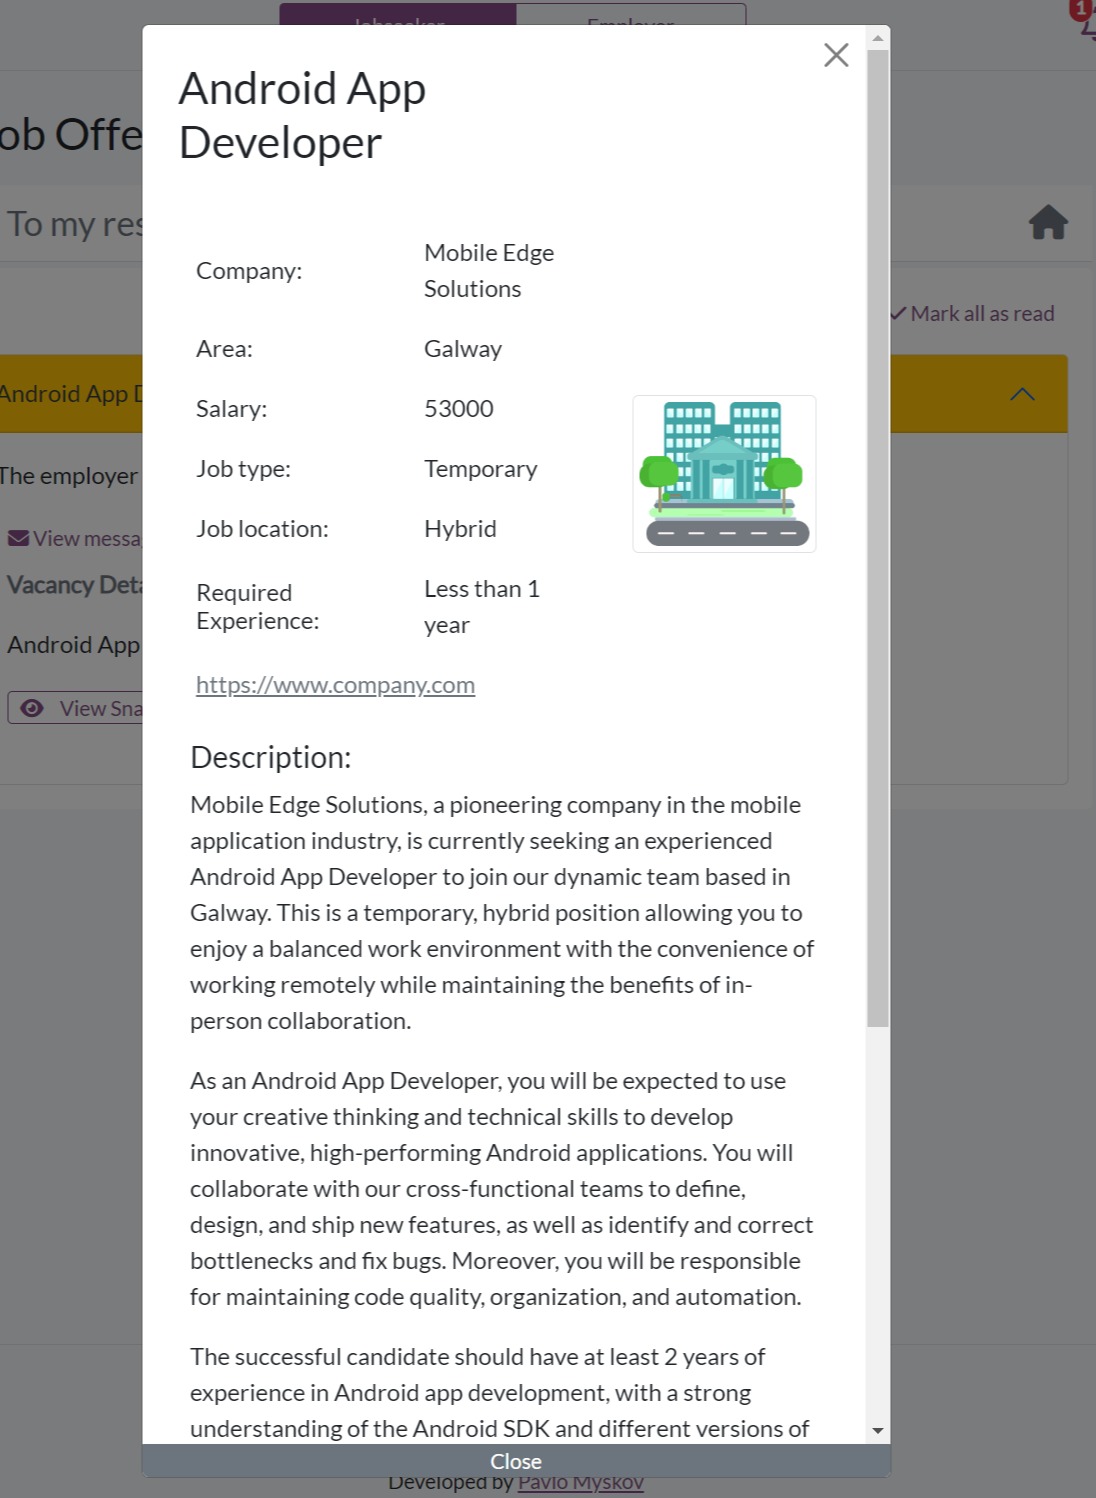 Jobseeker
Employer
1
ob Offe
To my res
Mark all as read
Android App D
The employer
View messa
Vacancy Deta
Android App
View Sna
Android App
Developer
Company:
Mobile Edge
Solutions
Area:
Galway
Salary:
53000
Job type:
Temporary
Job location:
Hybrid
Required
Experience:
Less than 1
year
https://www.company.com
Description:
Mobile Edge Solutions, a pioneering company in the mobile
application industry, is currently seeking an experienced
Android App Developer to join our dynamic team based in
Galway. This is a temporary, hybrid position allowing you to
enjoy a balanced work environment with the convenience of
working remotely while maintaining the benefits of in-
person collaboration.
As an Android App Developer, you will be expected to use
your creative thinking and technical skills to develop
innovative, high-performing Android applications. You will
collaborate with our cross-functional teams to define,
design, and ship new features, as well as identify and correct
bottlenecks and fix bugs. Moreover, you will be responsible
for maintaining code quality, organization, and automation.
The successful candidate should have at least 2 years of
experience in Android app development, with a strong
understanding of the Android SDK and different versions of
Close
Developed by Pavlo Myskov